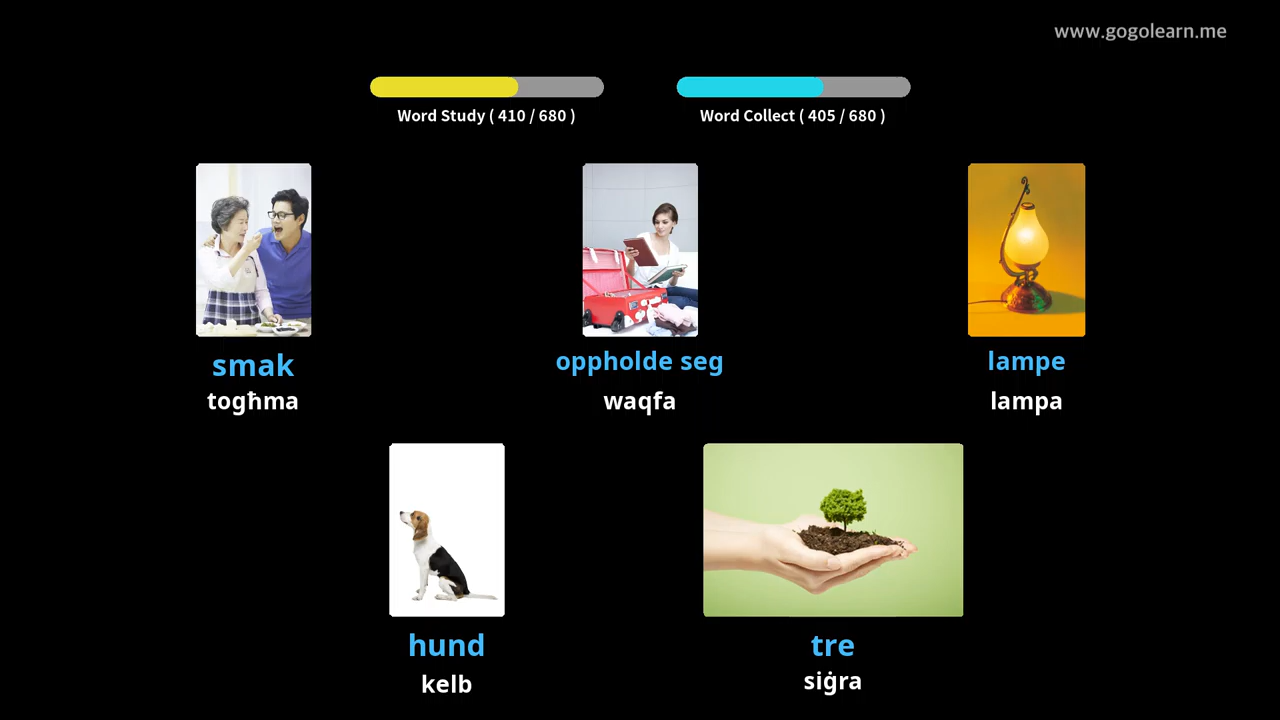 www.gogolearn.me
Word Study ( 410 / 680 )
Word Collect ( 405 / 680 )
smak
togħma
oppholde seg
waqfa
lampe
lampa
hund
kelb
tre
siġra